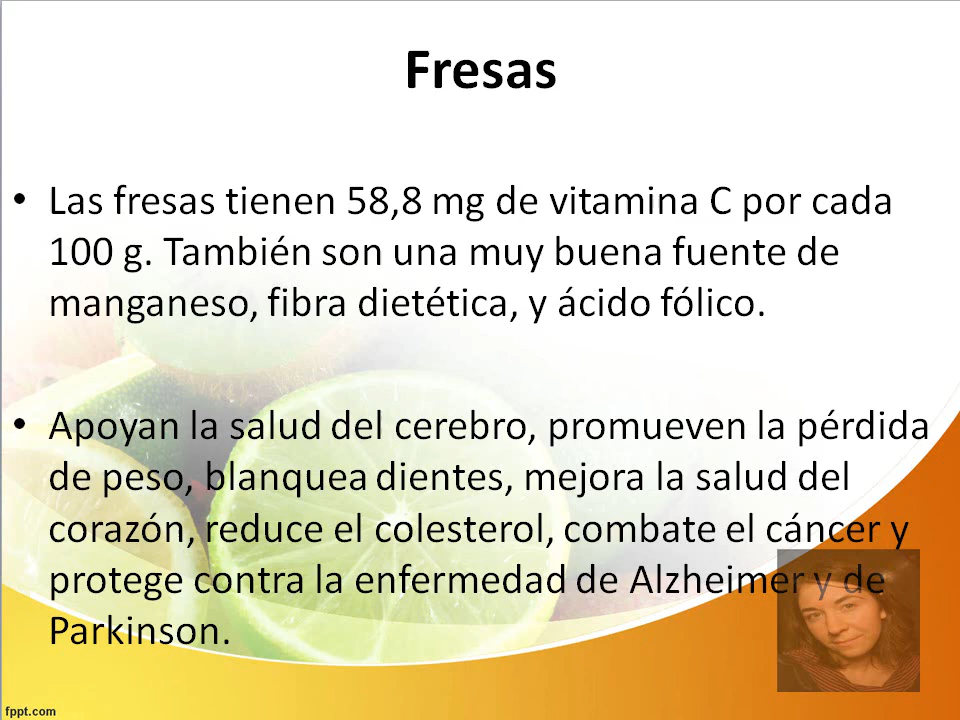 Fresas
• Las fresas tienen 58,8 mg de vitamina C por cada
100 g. También son una muy buena fuente de
manganeso, fibra dietética, y ácido fólico.
• Apoyan la salud del cerebro, promueven la pérdida
de peso, blanquea dientes, mejora la salud del
corazón, reduce el colesterol, combate el cáncer y
protege contra la enfermedad de Alzheimer y de
Parkinson.
fppt.com